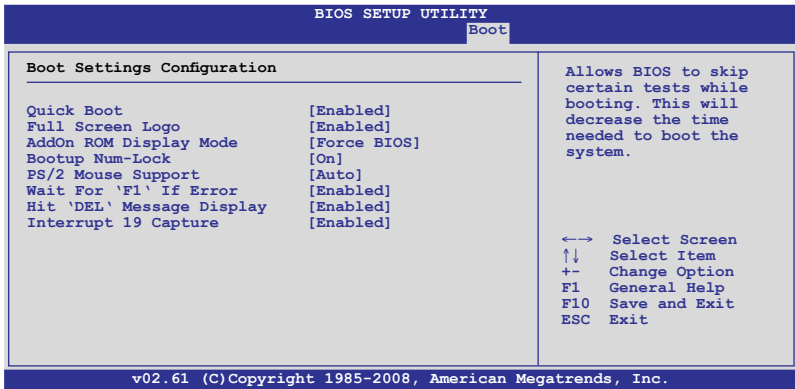 BIOS SETUP UTILITY
Boot
Boot Settings Configuration
Quick Boot [Enabled]
Full Screen Logo [Enabled]
AddOn ROM Display Mode [Force BIOS]
Bootup Num-Lock [On]
PS/2 Mouse Support [Auto]
Wait For ‘F1‘ If Error [Enabled]
Hit ‘DEL‘ Message Display [Enabled]
Interrupt 19 Capture [Enabled]
Allows BIOS to skip
certain tests while
booting. This will
decrease the time
needed to boot the
system.
←→ Select Screen
↑↓ Select Item
+- Change Option
F1 General Help
F10 Save and Exit
ESC Exit
v02.61 (C)Copyright 1985-2008, American Megatrends, Inc.